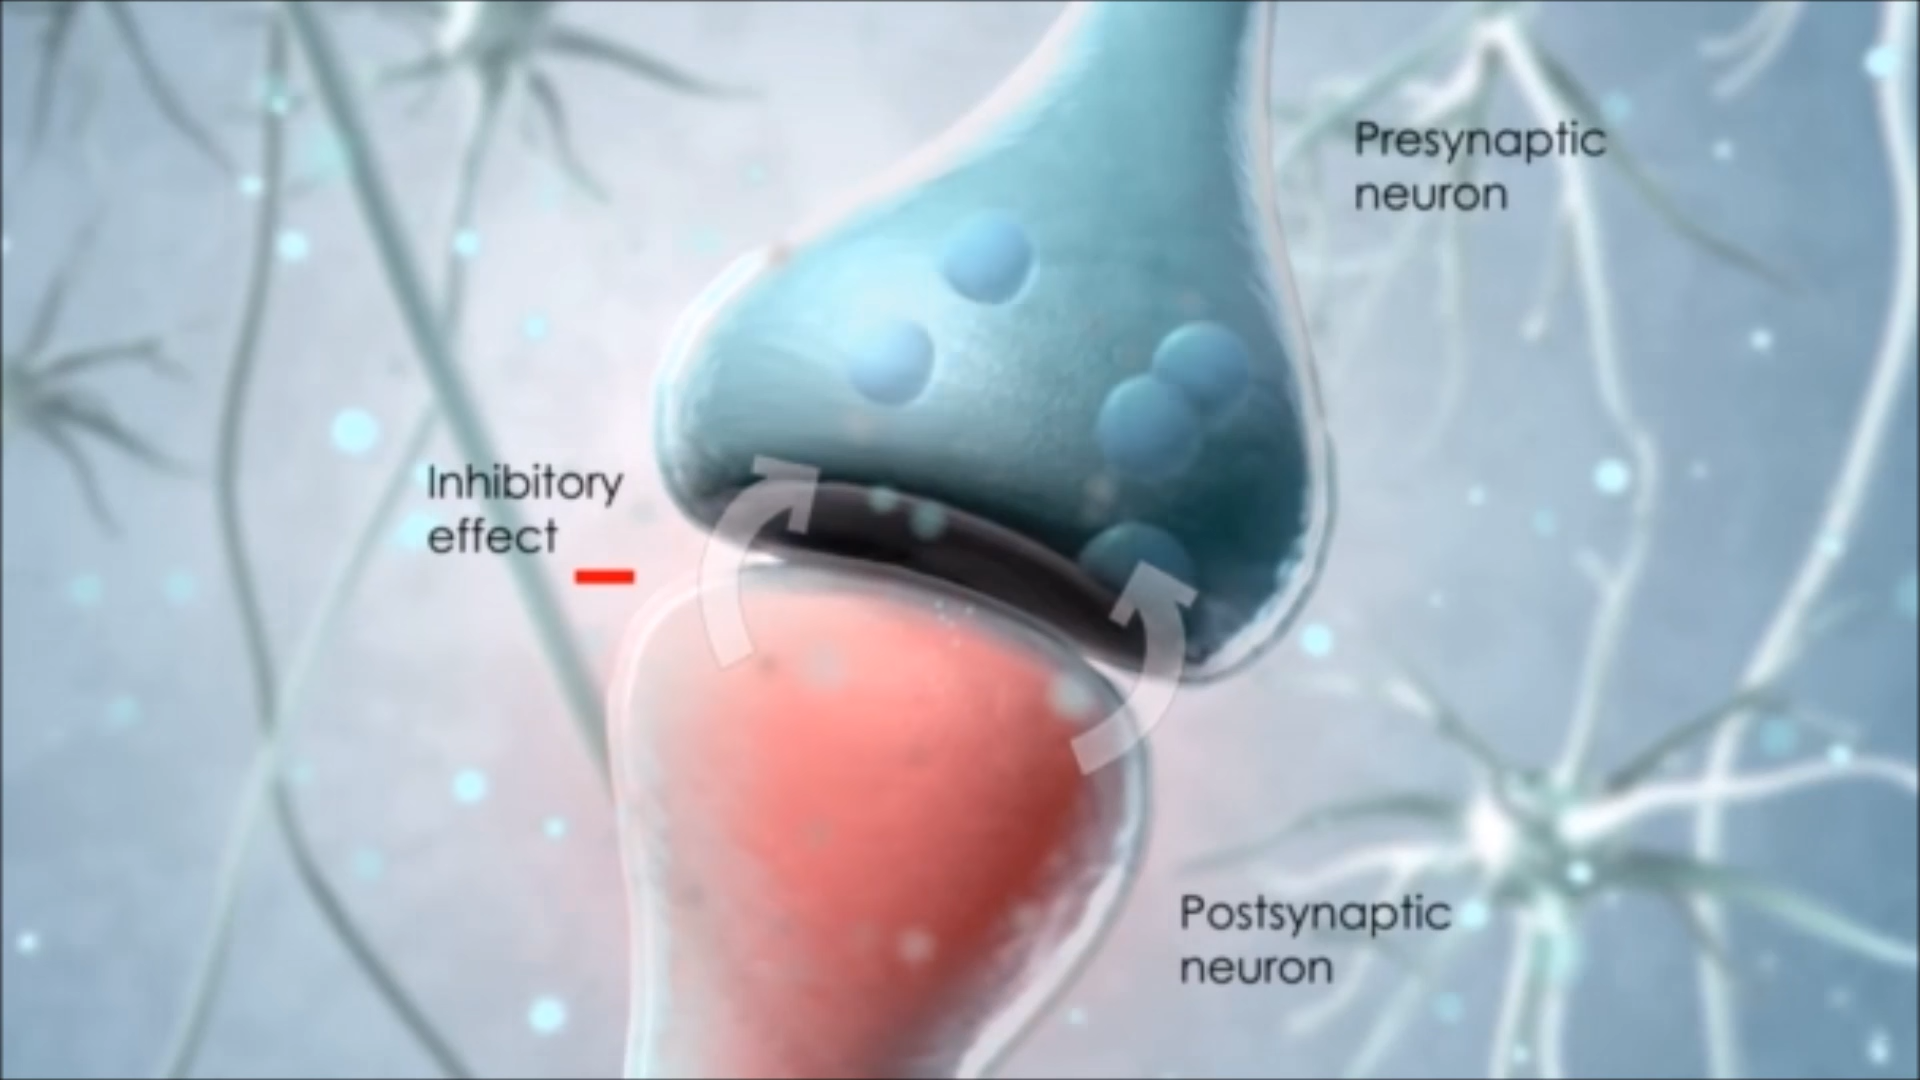 Presynaptic
neuron
Inhibitory
effect
Postsynaptic
neuron